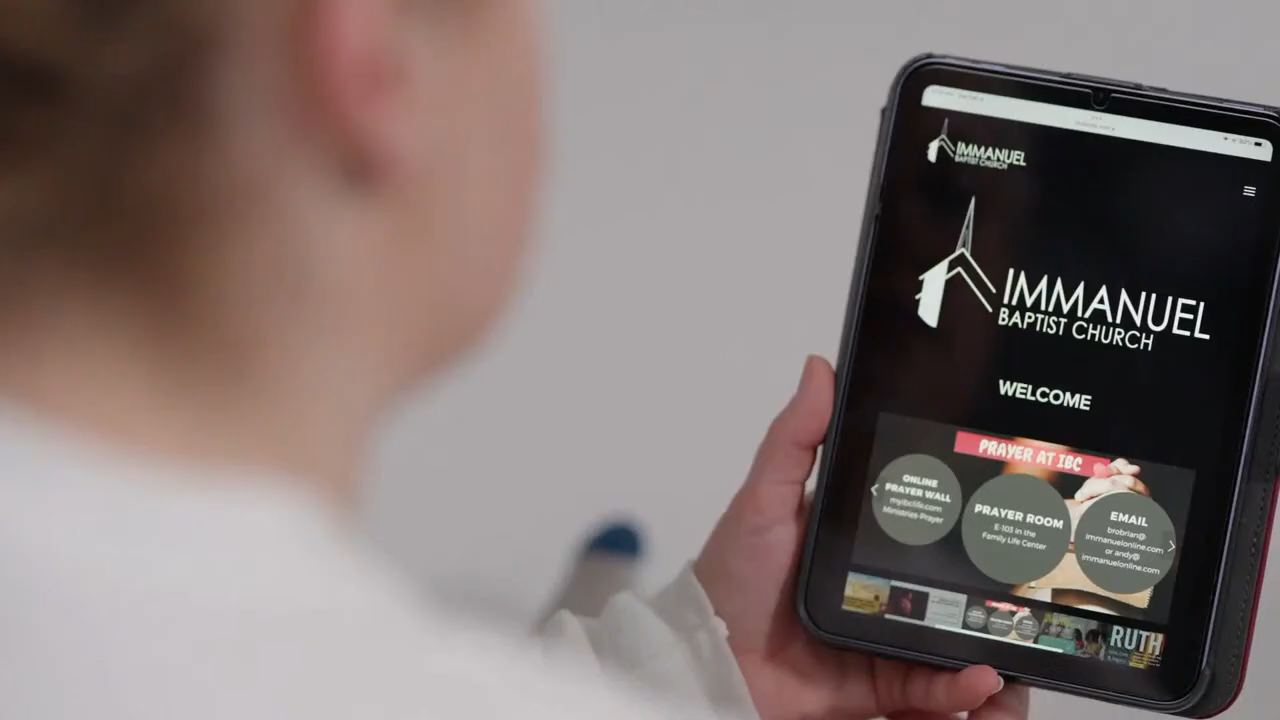 IMMANUEL
BAPTIST CHURCH
IMMANUEL
BAPTIST CHURCH
WELCOME
PRAYER AT IBC
ONLINE
PRAYER WALL
myibclife.com
Ministries-Prayer
PRAYER ROOM
E-103 in the
Family Life Center
EMAIL
brobrian@
immanuelonline.com
or andy@
immanuelonline.com
RUTH